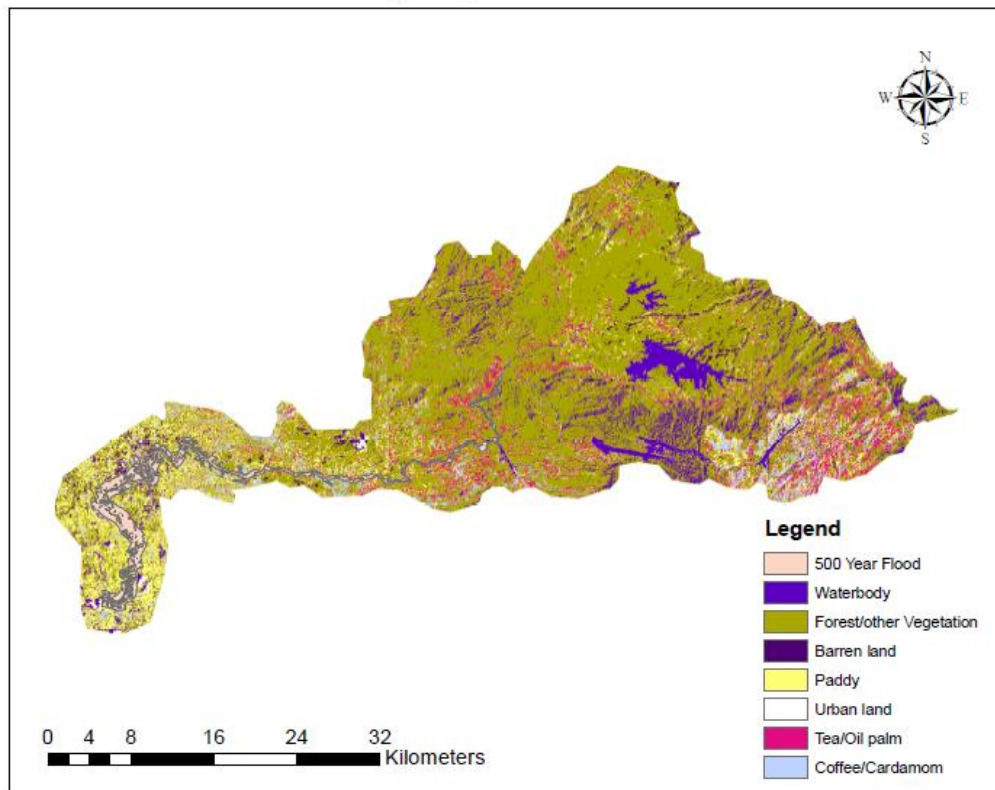 N
W E
S
Legend
500 Year Flood
Waterbody
Forest/other Vegetation
Barren land
Paddy
Urban land
Tea/Oil palm
Coffee/Cardamom
0 4 8 16 24 32
Kilometers